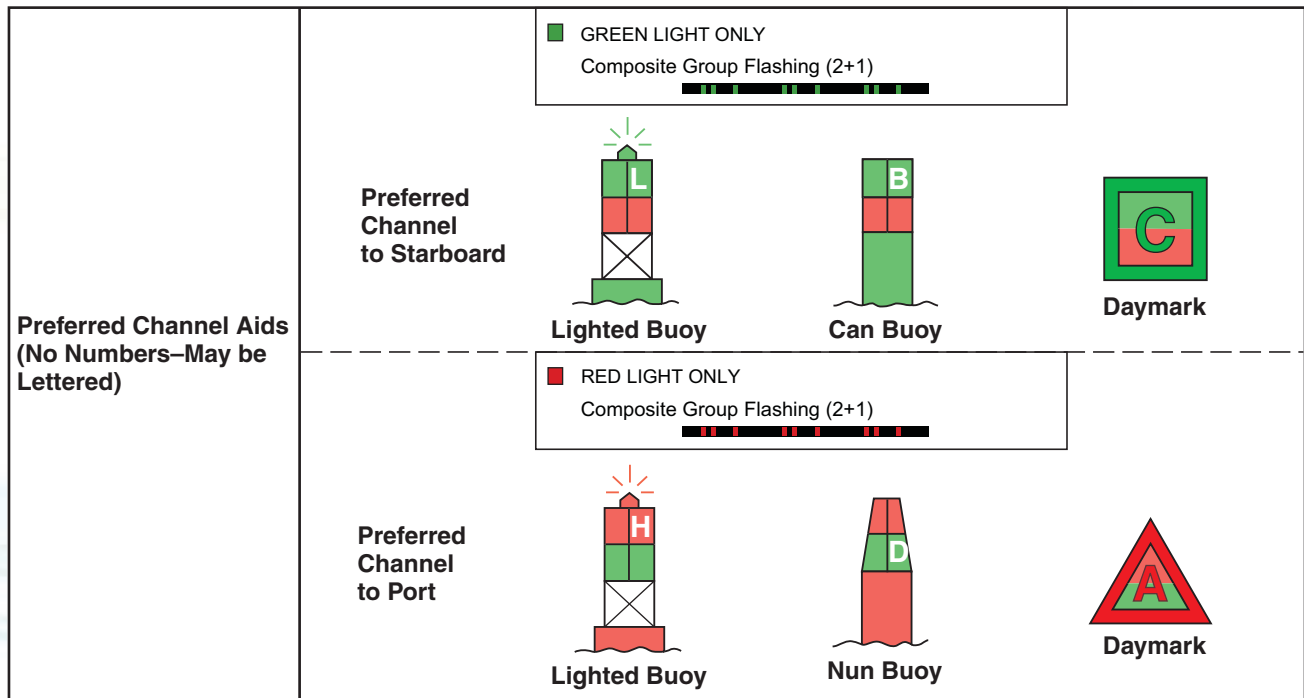 Preferred Channel Aids
(No Numbers–May be
Lettered)
GREEN LIGHT ONLY
Composite Group Flashing (2+1)
Preferred
Channel
to Starboard
L
B
C
Lighted Buoy
Can Buoy
Daymark
RED LIGHT ONLY
Composite Group Flashing (2+1)
Preferred
Channel
to Port
H
D
A
Lighted Buoy
Nun Buoy
Daymark